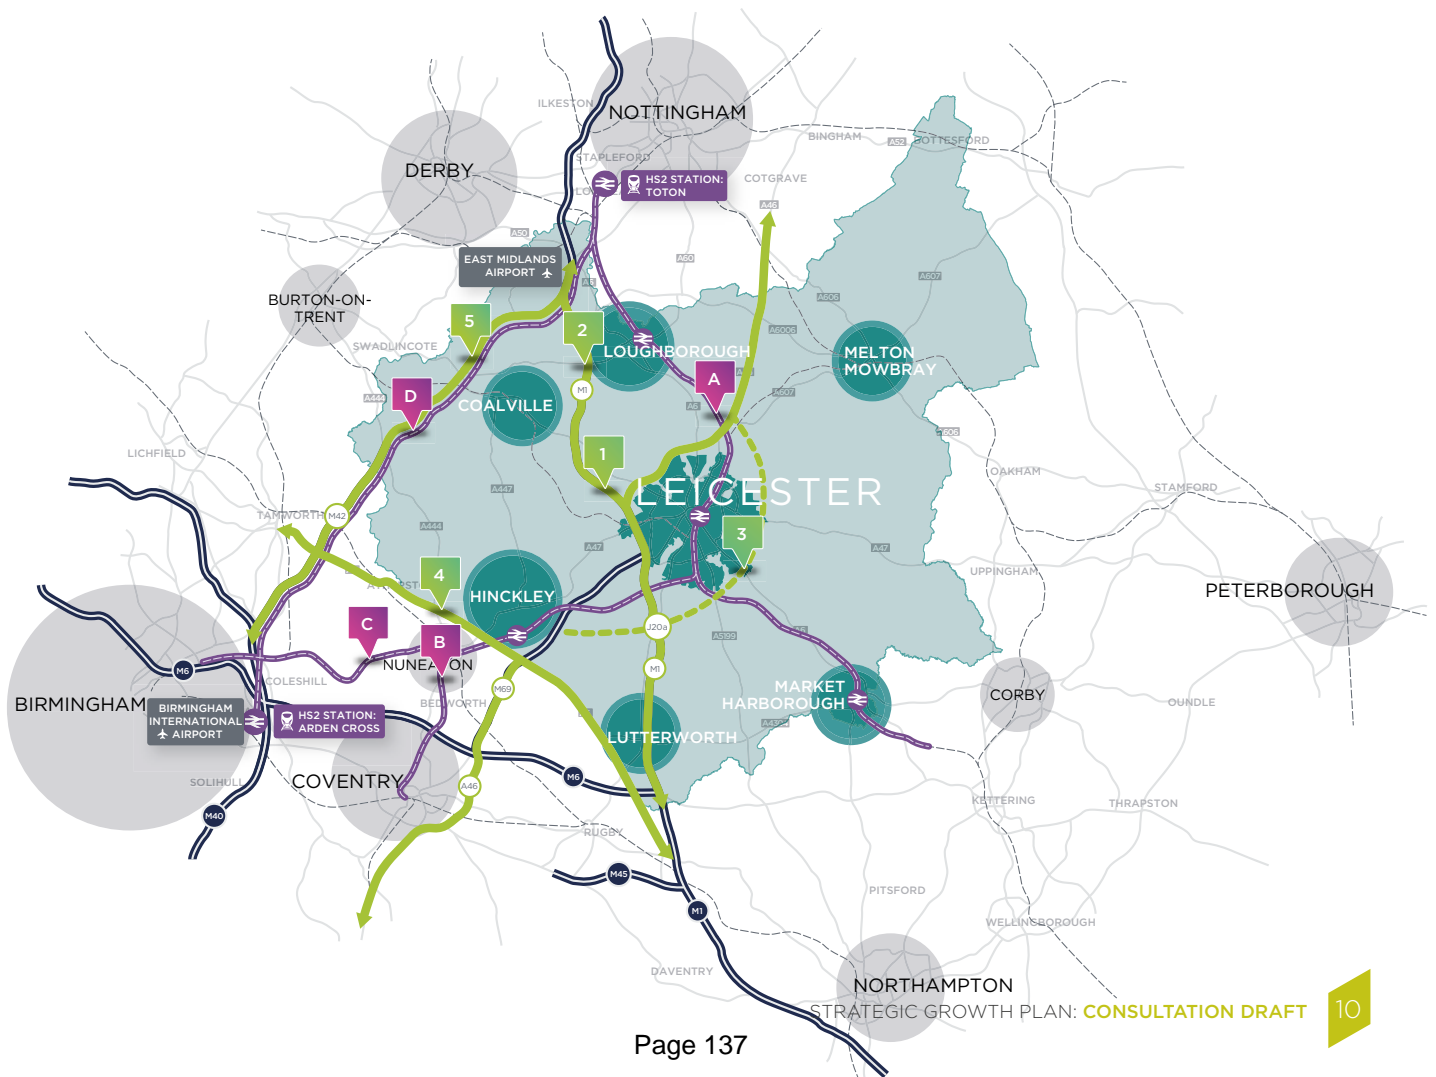 ILKESTON
NOTTINGHAM
BINGHAM
A52
BOTTESFORD
STAPLEFORD
DERBY
HS2 STATION:
TOTON
COTGRAVE
A46
A50
EAST MIDLANDS
AIRPORT
A60
A6
A607
BURTON-ON-
TRENT
A606
5
2
SWADLINCOTE
LOUGHBOROUGH
A6006
MELTON
MOWBRAY
A
D
A444
COALVILLE
M1
A6
A607
LICHFIELD
1
A447
LEICESTER
OAKHAM
STAMFORD
TAMWORTH
M42
A444
3
A47
A47
UPPINGHAM
4
HINCKLEY
PETERBOROUGH
C
B
J20a
A5199
A6
NUNEATON
M6
COLESHILL
M1
BEDWORTH
M69
MARKET
HARBOROUGH
CORBY
OUNDLE
BIRMINGHAM
BIRMINGHAM
INTERNATIONAL
AIRPORT
HS2 STATION:
ARDEN CROSS
LUTTERWORTH
SOLIHULL
COVENTRY
M6
A46
KETTERING
THRAPSTON
M40
RUGBY
M45
PITSFORD
M1
WELLINGBOROUGH
DAVENTRY
NORTHAMPTON
STRATEGIC GROWTH PLAN: CONSULTATION DRAFT
10
Page 137